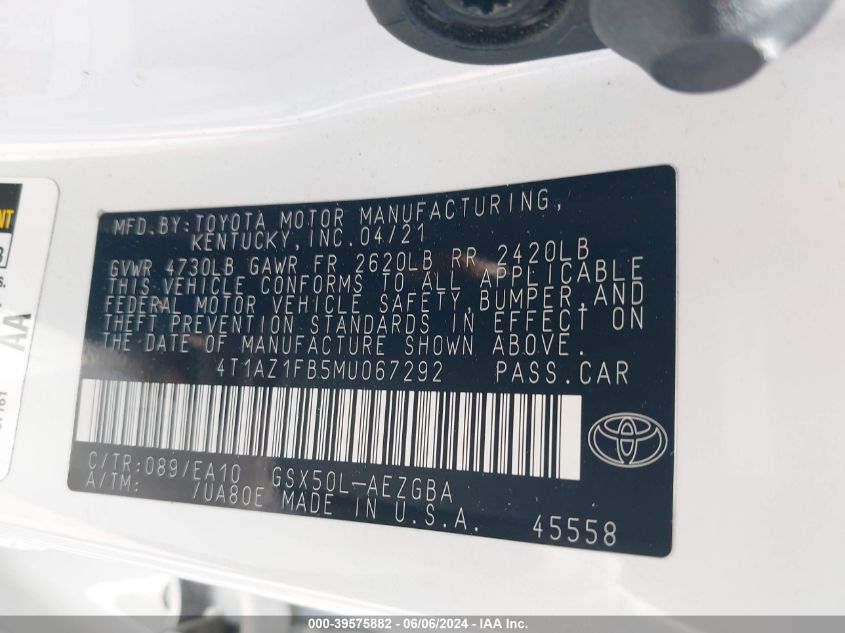 MFD.BY:TOYOTA MOTOR MANUFACTURING,
KENTUCKY,INC.04/21
GVWR 4730LB GAWR FR 2620LB RR 2420LB
THIS VEHICLE CONFORMS TO ALL APPLICABLE
FEDERAL MOTOR VEHICLE SAFETY,BUMPER,AND
THEFT PREVENTION STANDARDS IN EFFECT ON
THE DATE OF MANUFACTURE SHOWN ABOVE.
4T1AZ1FB5MU067292 PASS.CAR
C/TR:089/EA10 GSX50L-AEZGBA
A/TM: /UA80E MADE IN U.S.A.
45558
AA
000-39575882 - 06/06/2024 - IAA Inc.